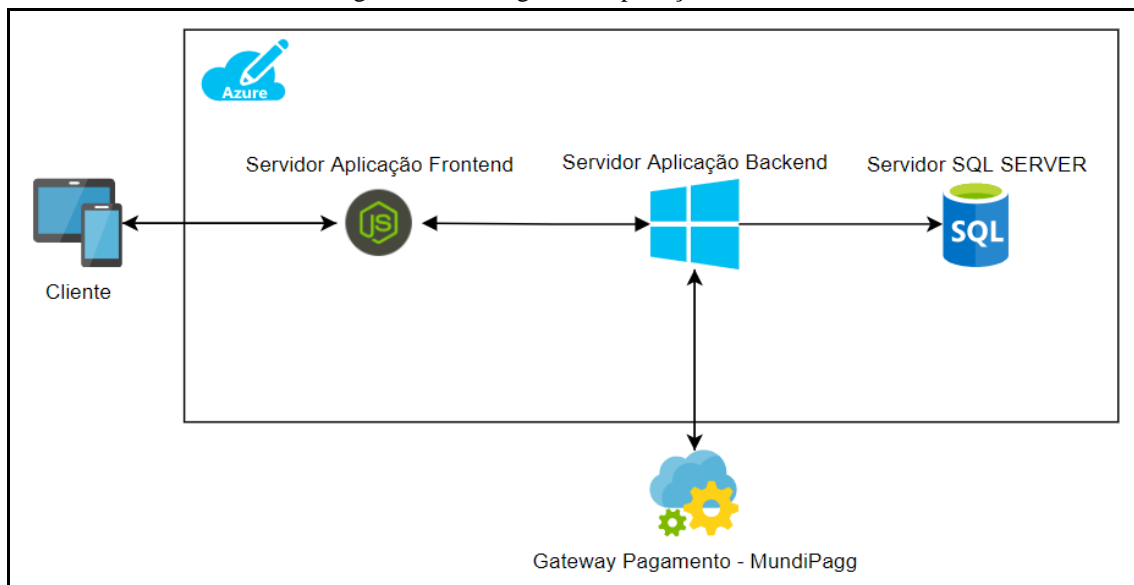 Azure
Servidor Aplicação Frontend
Servidor Aplicação Backend
Servidor SQL SERVER
JS
SQL
Cliente
Gateway Pagamento - MundiPagg